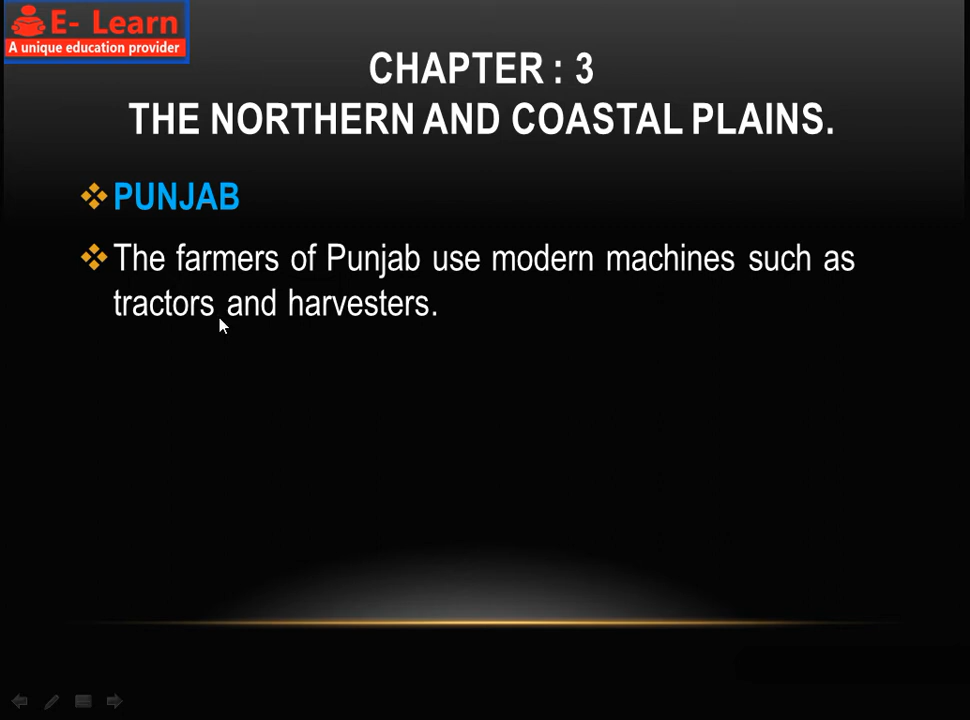 E- Learn
A unique education provider
CHAPTER : 3
THE NORTHERN AND COASTAL PLAINS.
PUNJAB
The farmers of Punjab use modern machines such as
tractors and harvesters.